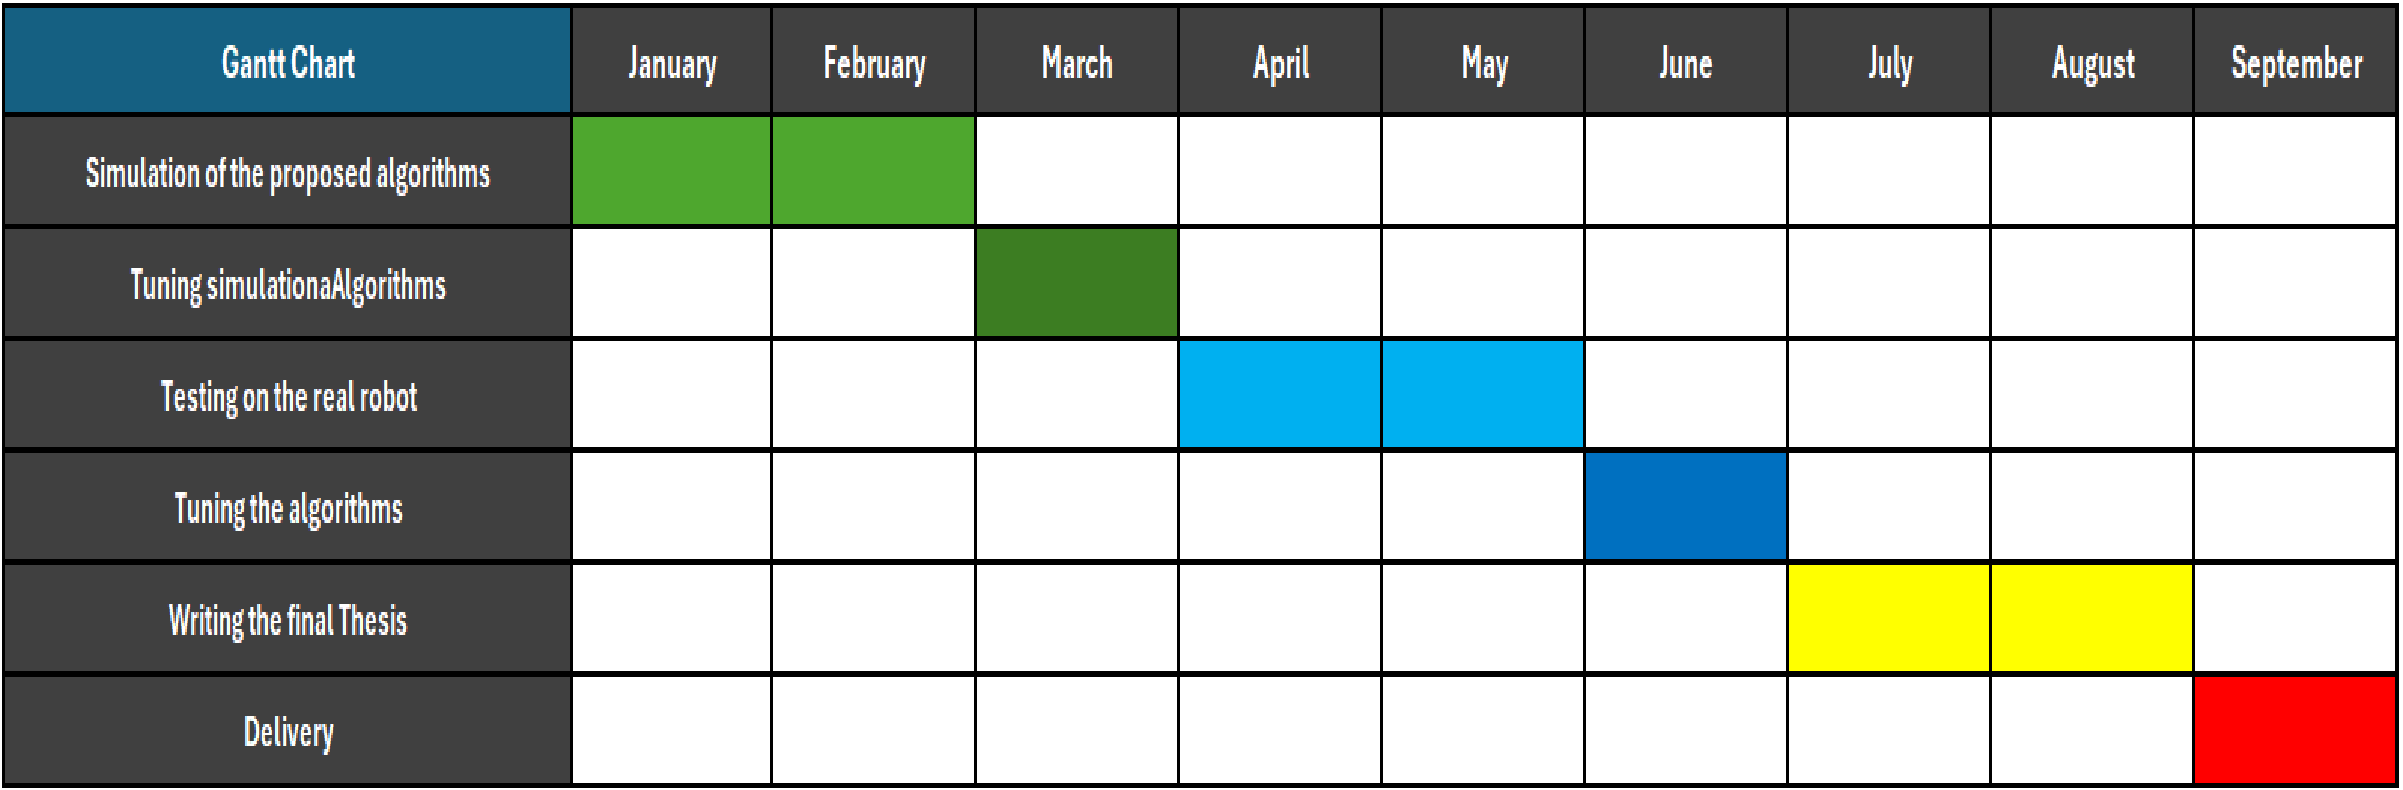 Gantt Chart January February March April May June July August September
Simulation of the proposed algorithms
Tuning simulationaAlgorithms
Testing on the real robot
Tuning the algorithms
Writing the final Thesis
Delivery